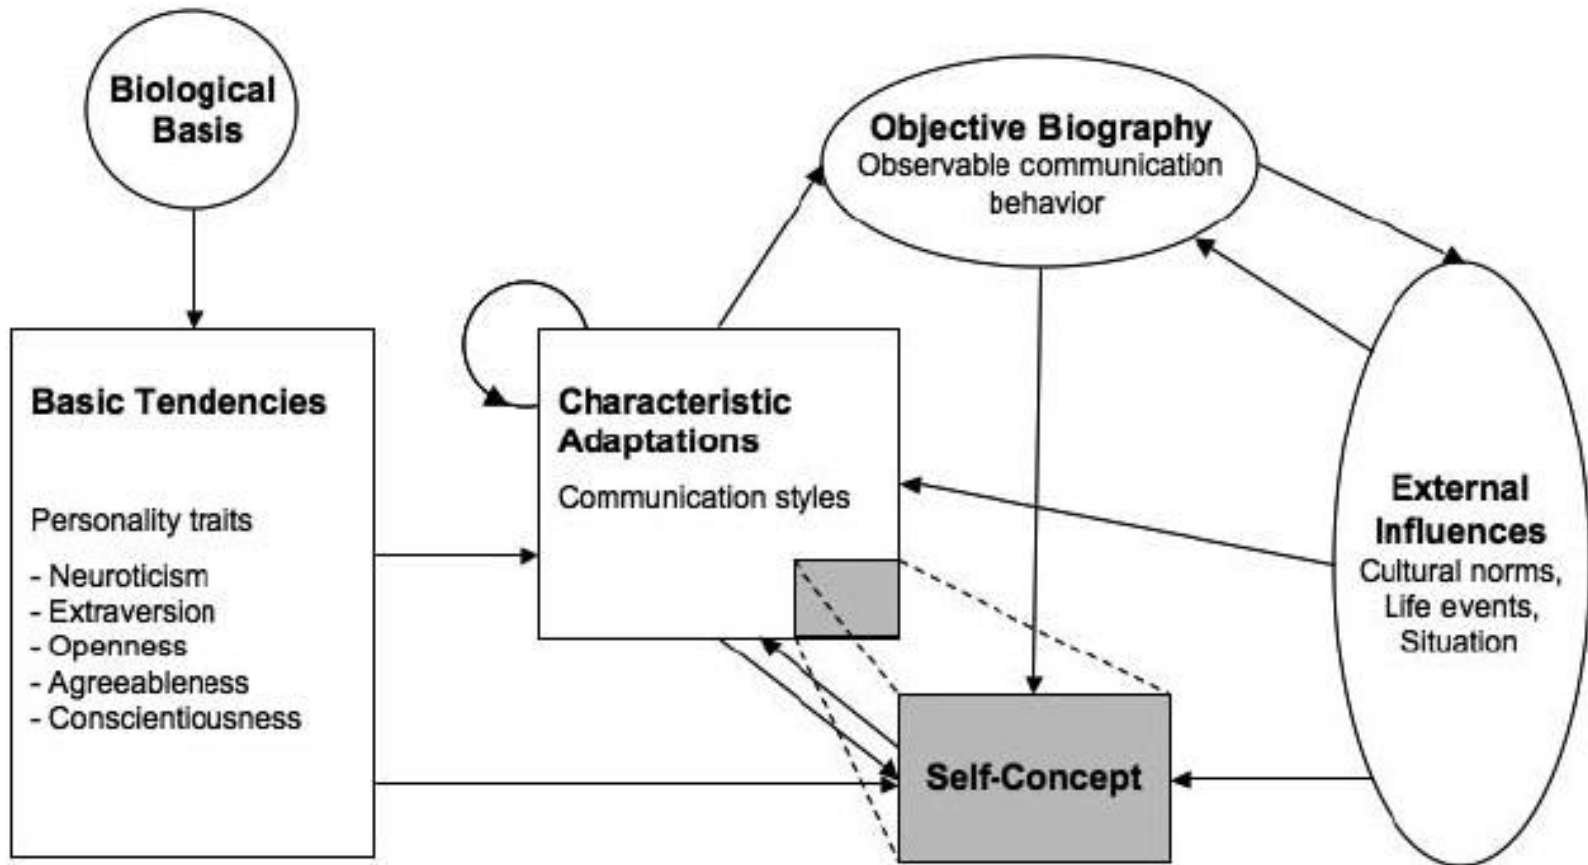 Biological
Basis
Objective Biography
Observable communication
behavior
Basic Tendencies
Personality traits
- Neuroticism
- Extraversion
- Openness
- Agreeableness
- Conscientiousness
Characteristic
Adaptations
Communication styles
External
Influences
Cultural norms,
Life events,
Situation
Self-Concept